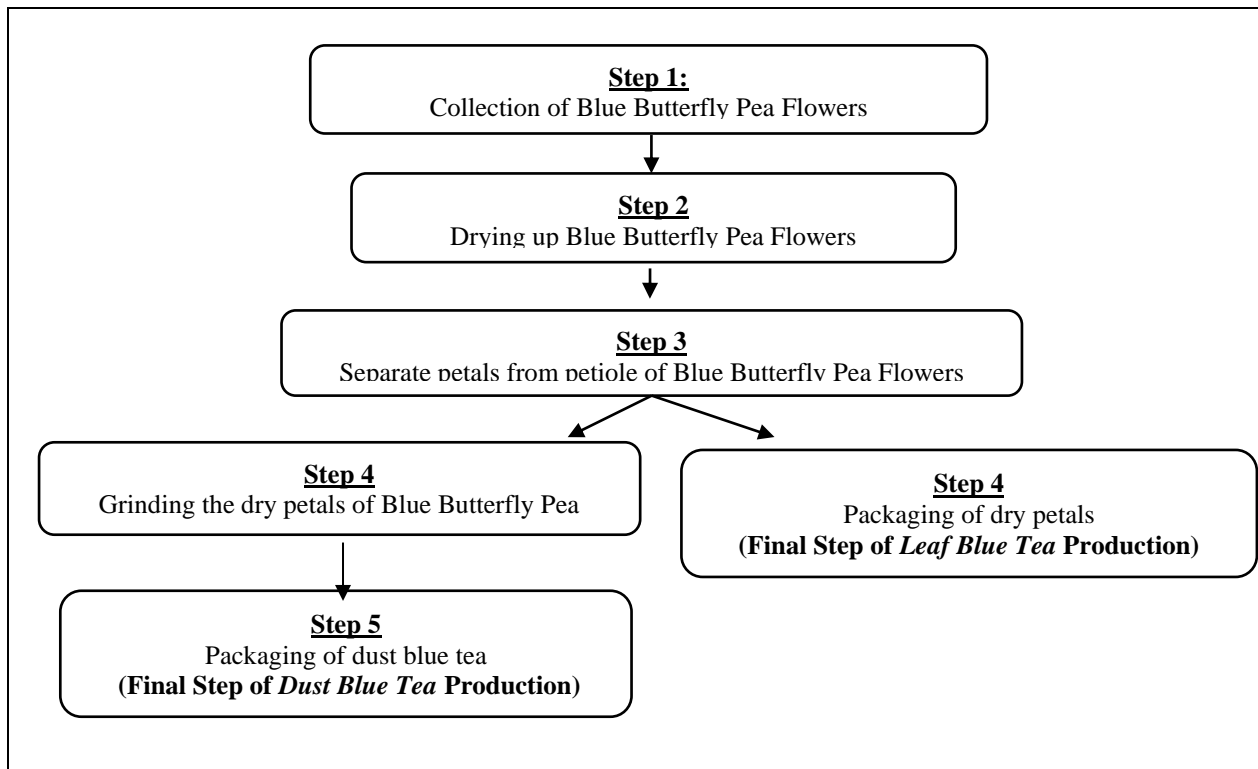 Step 1:
Collection of Blue Butterfly Pea Flowers
Step 2
Drying up Blue Butterfly Pea Flowers
Step 3
Separate petals from petiole of Blue Butterfly Pea Flowers
Step 4
Grinding the dry petals of Blue Butterfly Pea
Step 4
Packaging of dry petals
(Final Step of Leaf Blue Tea Production)
Step 5
Packaging of dust blue tea
(Final Step of Dust Blue Tea Production)